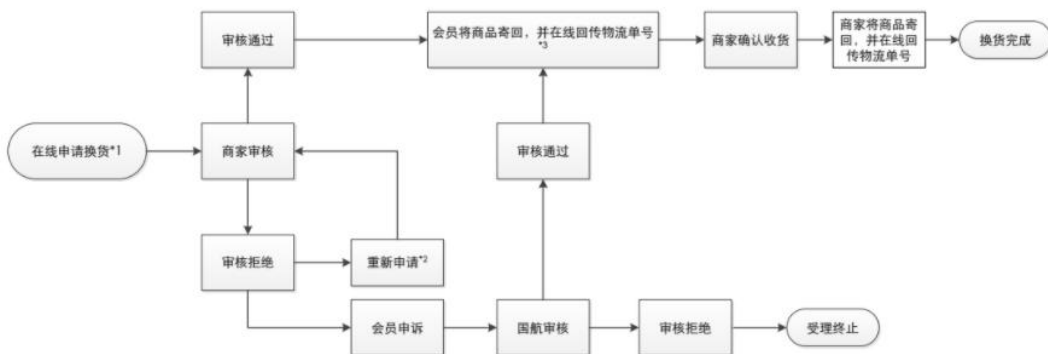 审核通过
会员将商品寄回，并在线回传物流单号
*3
商家确认收货
商家将商品寄
回，并在线回
传物流单号
换货完成
在线申请换货*1
商家审核
审核通过
审核拒绝
重新申请*2
会员申诉
国航审核
审核拒绝
受理终止